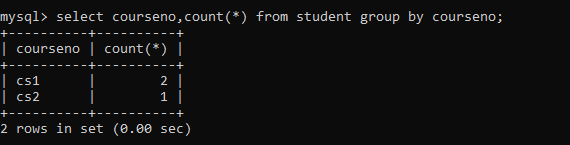 mysql> select courseno,count(*) from student group by courseno;
+----------+----------+
| courseno | count(*) |
+----------+----------+
| cs1      |        2 |
| cs2      |        1 |
+----------+----------+
2 rows in set (0.00 sec)